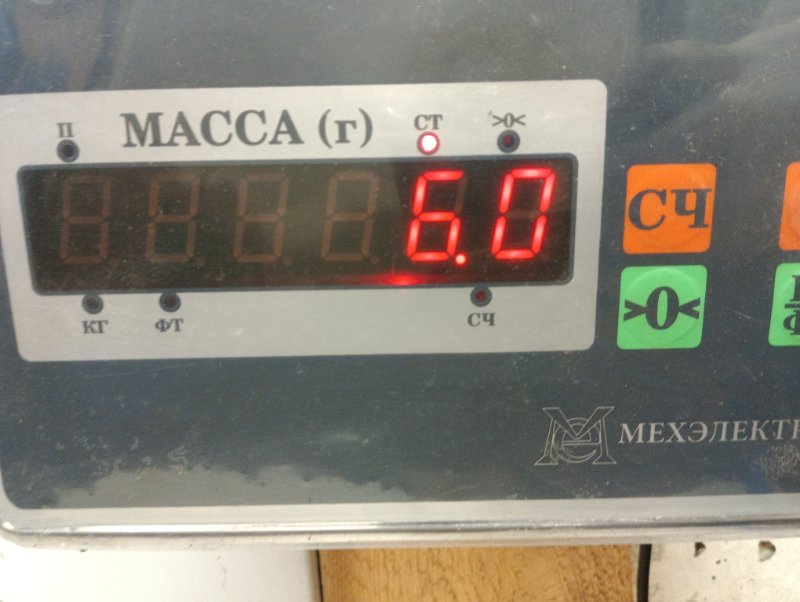 П МАССА (г) СТ >0<
6.0
КГ ФТ СЧ
СЧ
>0<
МЕХЭЛЕКТ